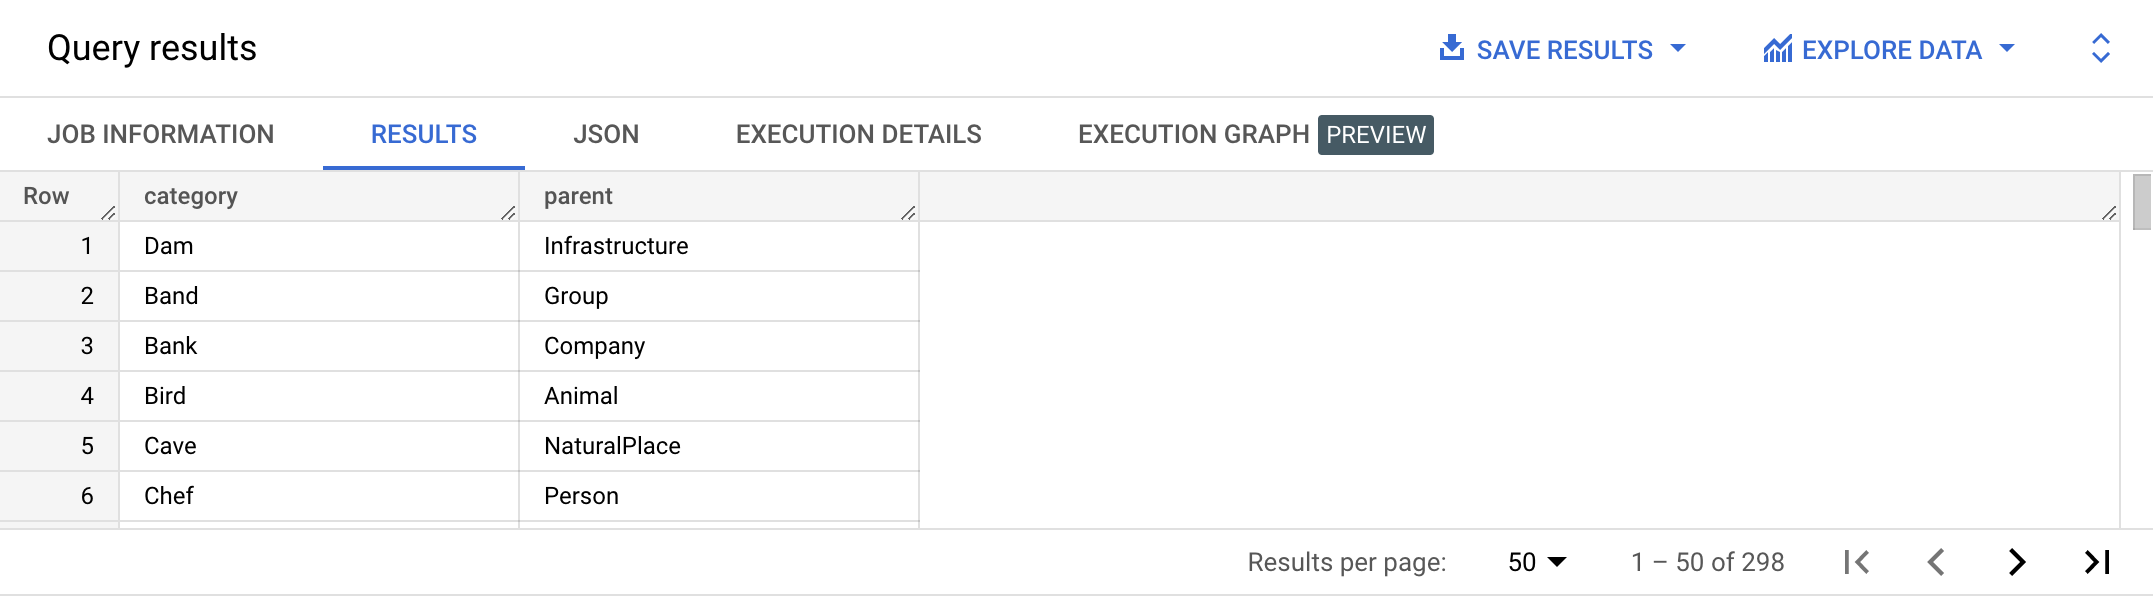 Query results SAVE RESULTS EXPLORE DATA
JOB INFORMATION RESULTS JSON EXECUTION DETAILS EXECUTION GRAPH PREVIEW
Row category parent
1 Dam Infrastructure
2 Band Group
3 Bank Company
4 Bird Animal
5 Cave NaturalPlace
6 Chef Person
Results per page: 50 1 – 50 of 298